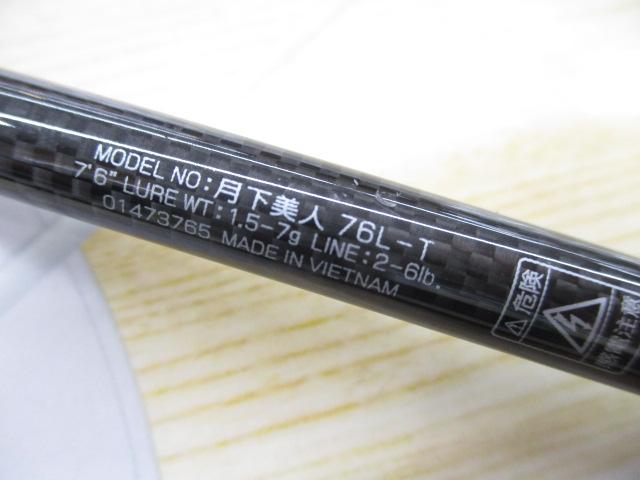 MODEL NO:月下美人 76L-T
7'6" LURE WT:1.5-7g LINE:2-6lb.
01473765 MADE IN VIETNAM
⚠危険
感電注意